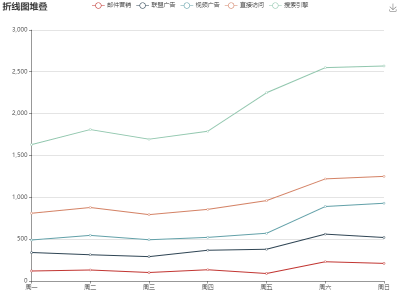 折线图堆叠
邮件营销 联盟广告 视频广告 直接访问 搜索引擎
3,000
2,500
2,000
1,500
1,000
500
0
周一 周二 周三 周四 周五 周六 周日